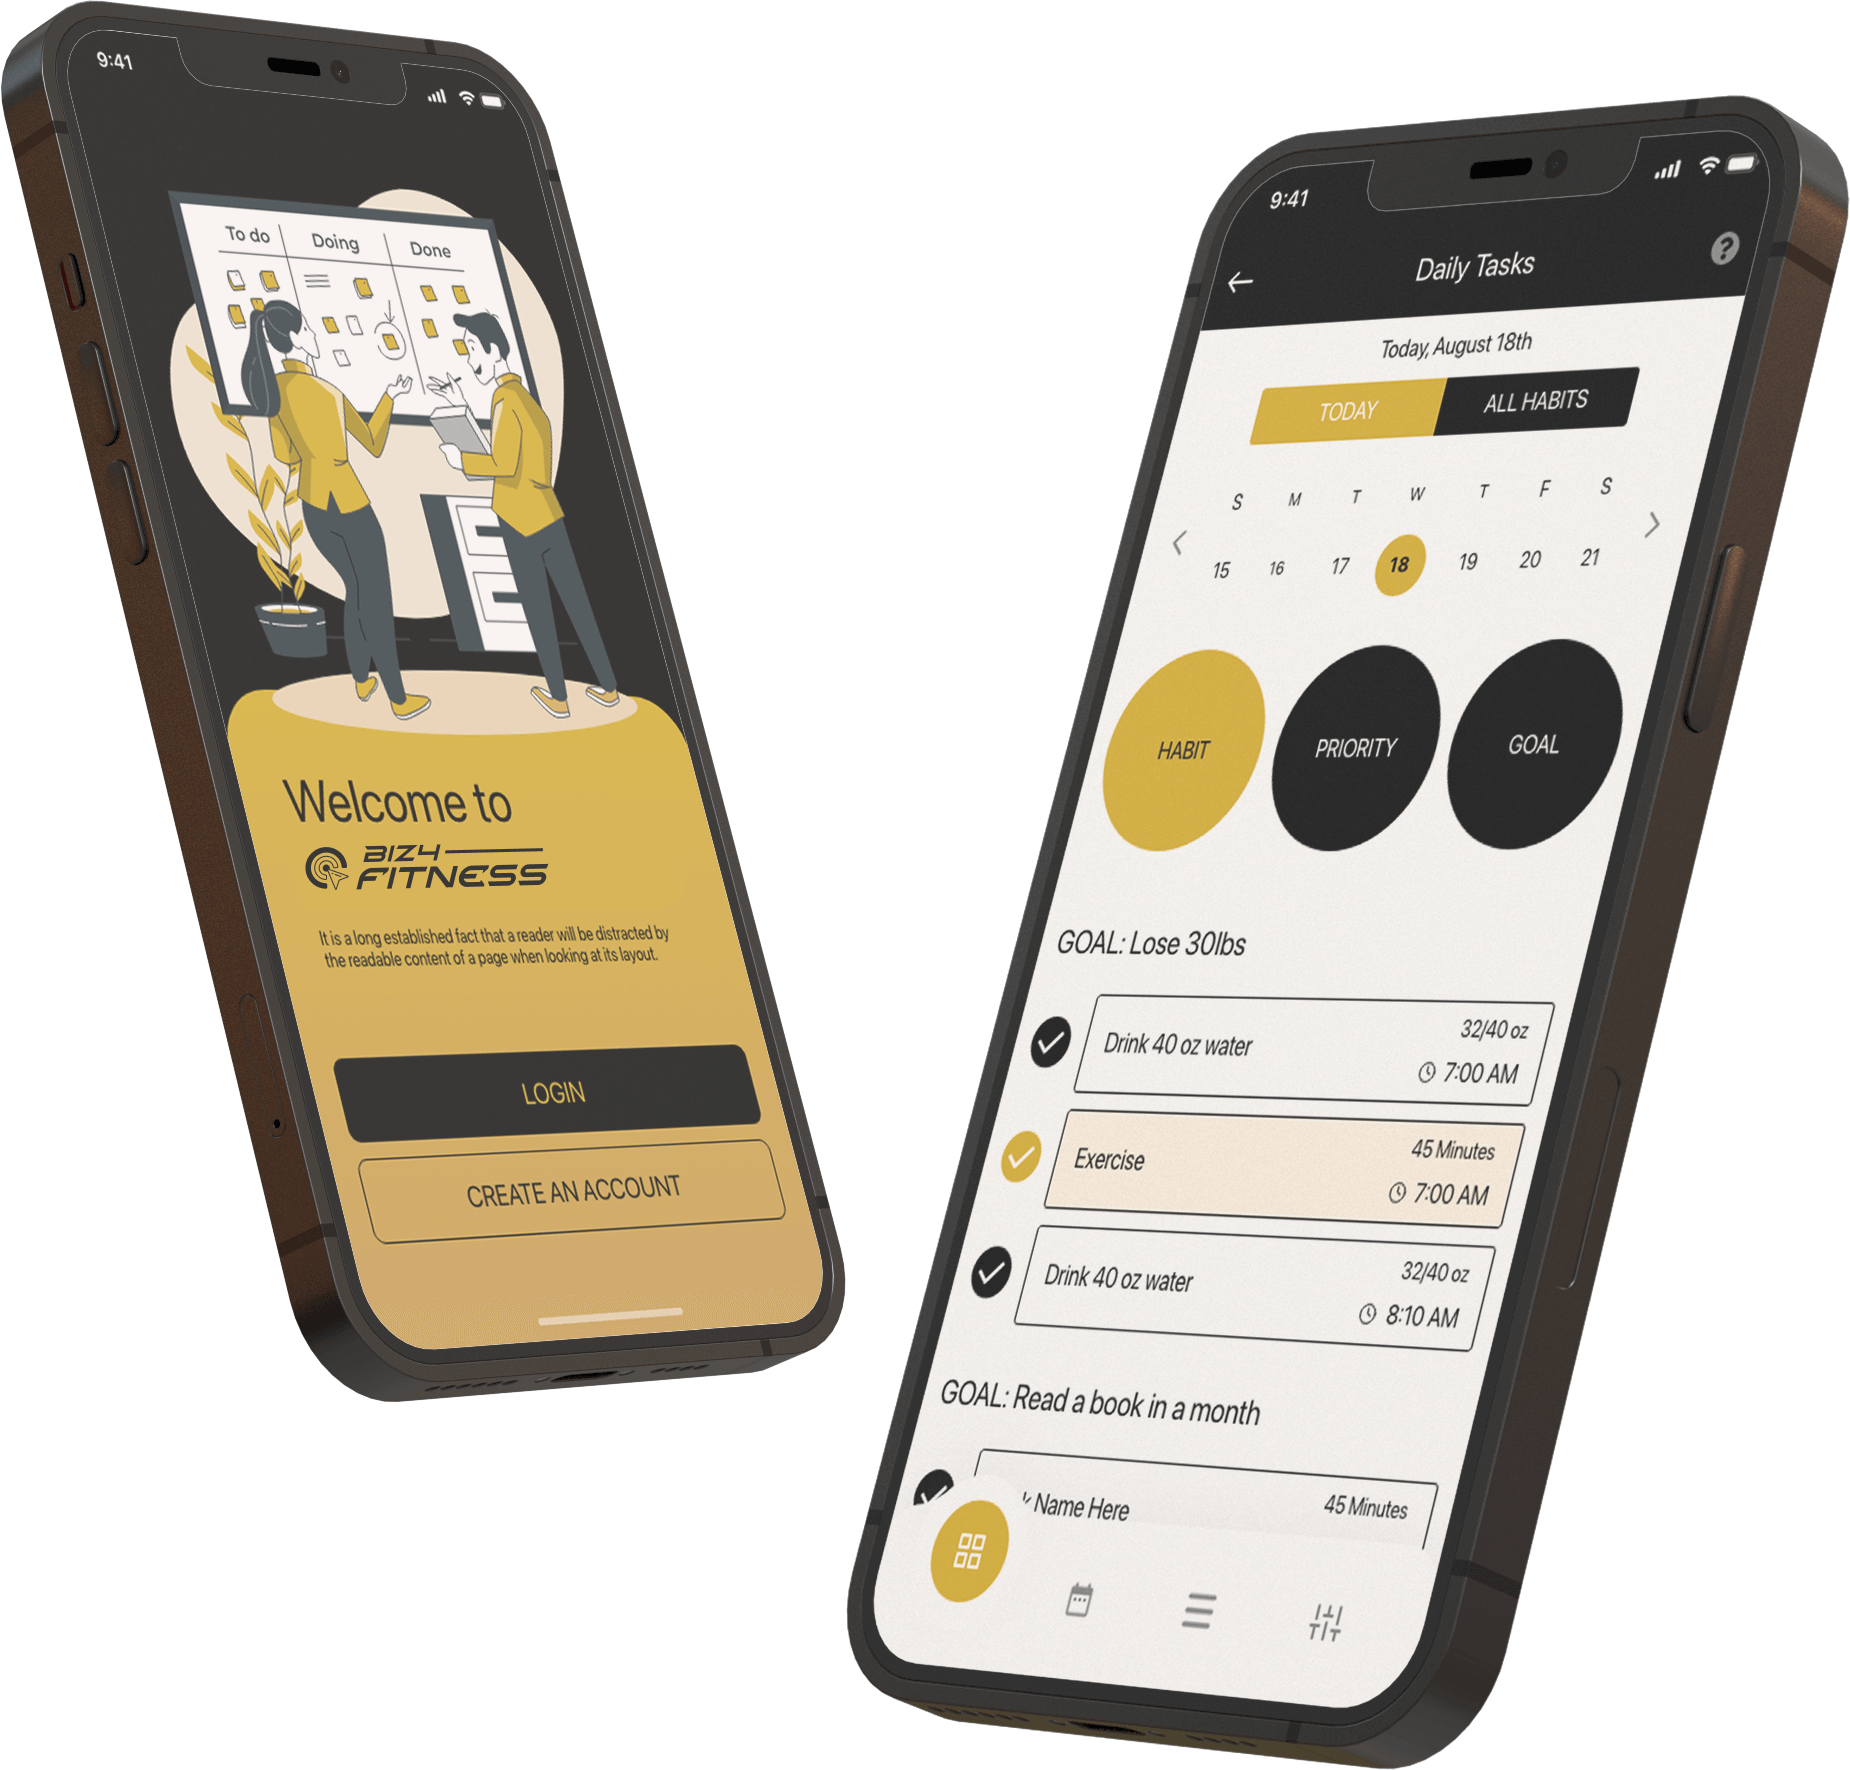 9:41
To do Doing Done
Welcome to
BIZ4
FITNESS
It is a long established fact that a reader will be distracted by
the readable content of a page when looking at its layout.
LOGIN
CREATE AN ACCOUNT
9:41
Daily Tasks
?
Today, August 18th
TODAY ALL HABITS
S M T W T F S
15 16 17 18 19 20 21
HABIT PRIORITY GOAL
GOAL: Lose 30lbs
Drink 40 oz water 32/40 oz
7:00 AM
Exercise 45 Minutes
7:00 AM
Drink 40 oz water 32/40 oz
8:10 AM
GOAL: Read a book in a month
Name Here 45 Minutes